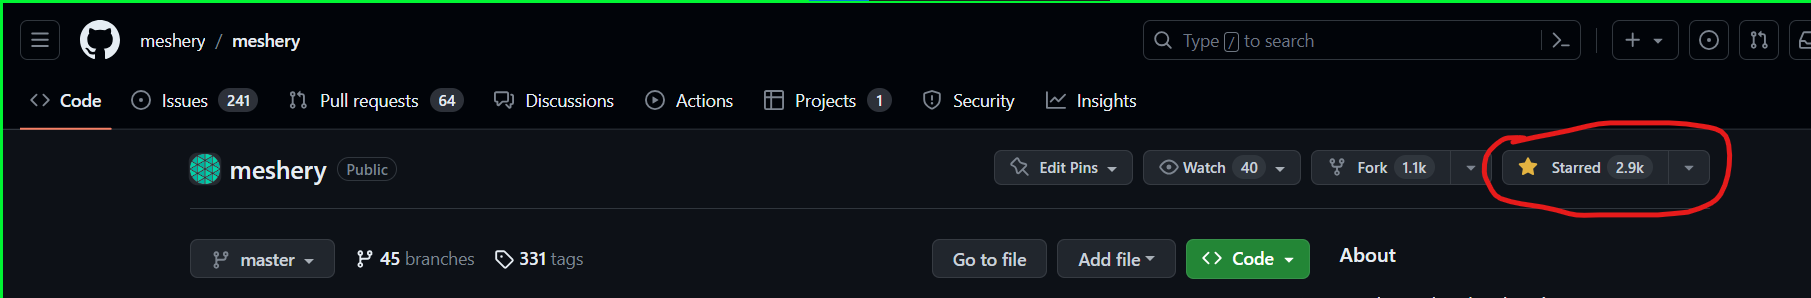 meshery / meshery
Type / to search
Code Issues 241 Pull requests 64 Discussions Actions Projects 1 Security Insights
meshery Public
Edit Pins Watch 40 Fork 1.1k Starred 2.9k
master 45 branches 331 tags
Go to file Add file Code
About